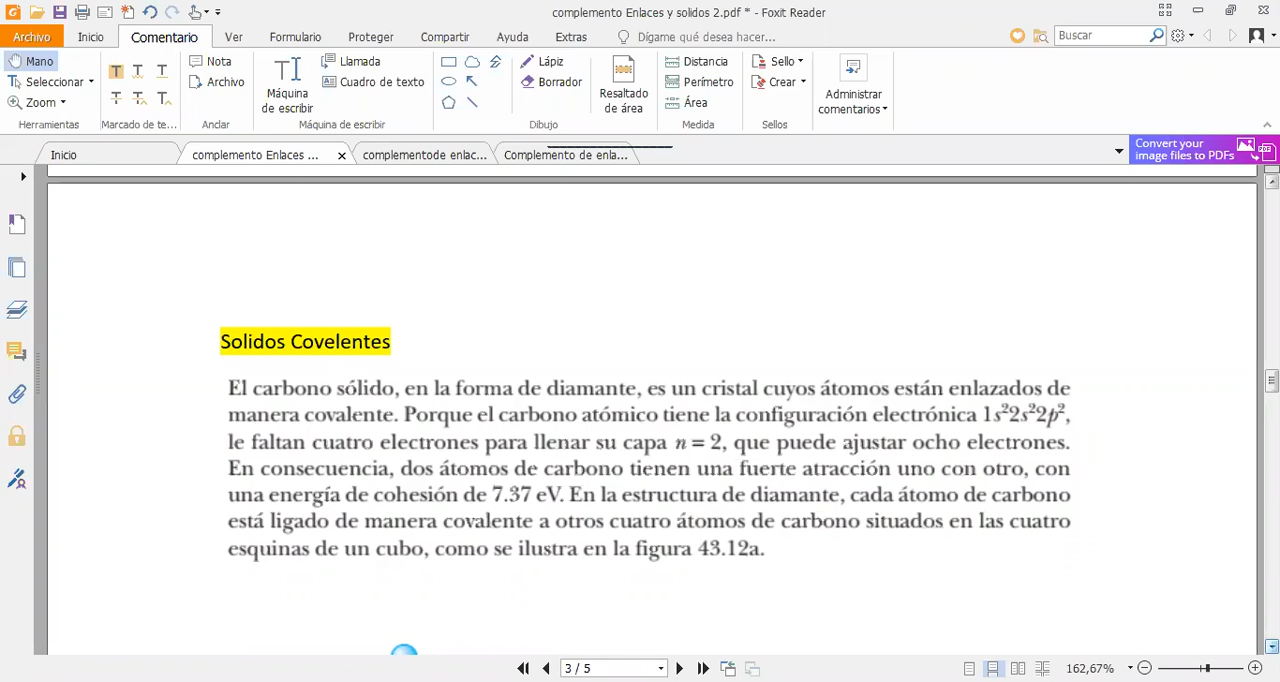 complemento Enlaces y solidos 2.pdf * - Foxit Reader
Archivo Inicio Comentario Ver Formulario Proteger Compartir Ayuda Extras Dígame qué desea hacer... Buscar
Mano
Seleccionar
Zoom
Herramientas
Marcado de te...
Nota
Archivo
Anclar
Máquina
de escribir
Llamada
Cuadro de texto
Máquina de escribir
Lápiz
Borrador
Dibujo
Resaltado
de área
Distancia
Perímetro
Área
Medida
Sello
Crear
Sellos
Administrar
comentarios
Inicio complemento Enlaces ... complementode enlac... Complemento de enla...
Convert your
image files to PDFs
PDF
Solidos Covelentes
El carbono sólido, en la forma de diamante, es un cristal cuyos átomos están enlazados de
manera covalente. Porque el carbono atómico tiene la configuración electrónica 1s²2s²2p²,
le faltan cuatro electrones para llenar su capa n = 2, que puede ajustar ocho electrones.
En consecuencia, dos átomos de carbono tienen una fuerte atracción uno con otro, con
una energía de cohesión de 7.37 eV. En la estructura de diamante, cada átomo de carbono
está ligado de manera covalente a otros cuatro átomos de carbono situados en las cuatro
esquinas de un cubo, como se ilustra en la figura 43.12a.
3 / 5
162,67%